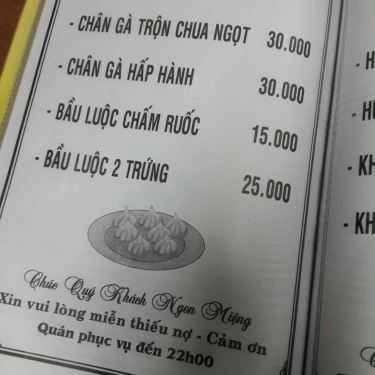 - CHÂN GÀ TRỘN CHUA NGỌT 30.000
- CHÂN GÀ HẤP HÀNH 30.000
- BẦU LUỘC CHẤM RUỐC 15.000
- BẦU LUỘC 2 TRỨNG 25.000
Chúc Quý Khách Ngon Miệng
Xin vui lòng miễn thiếu nợ - Cảm ơn
Quán phục vụ đến 22h00